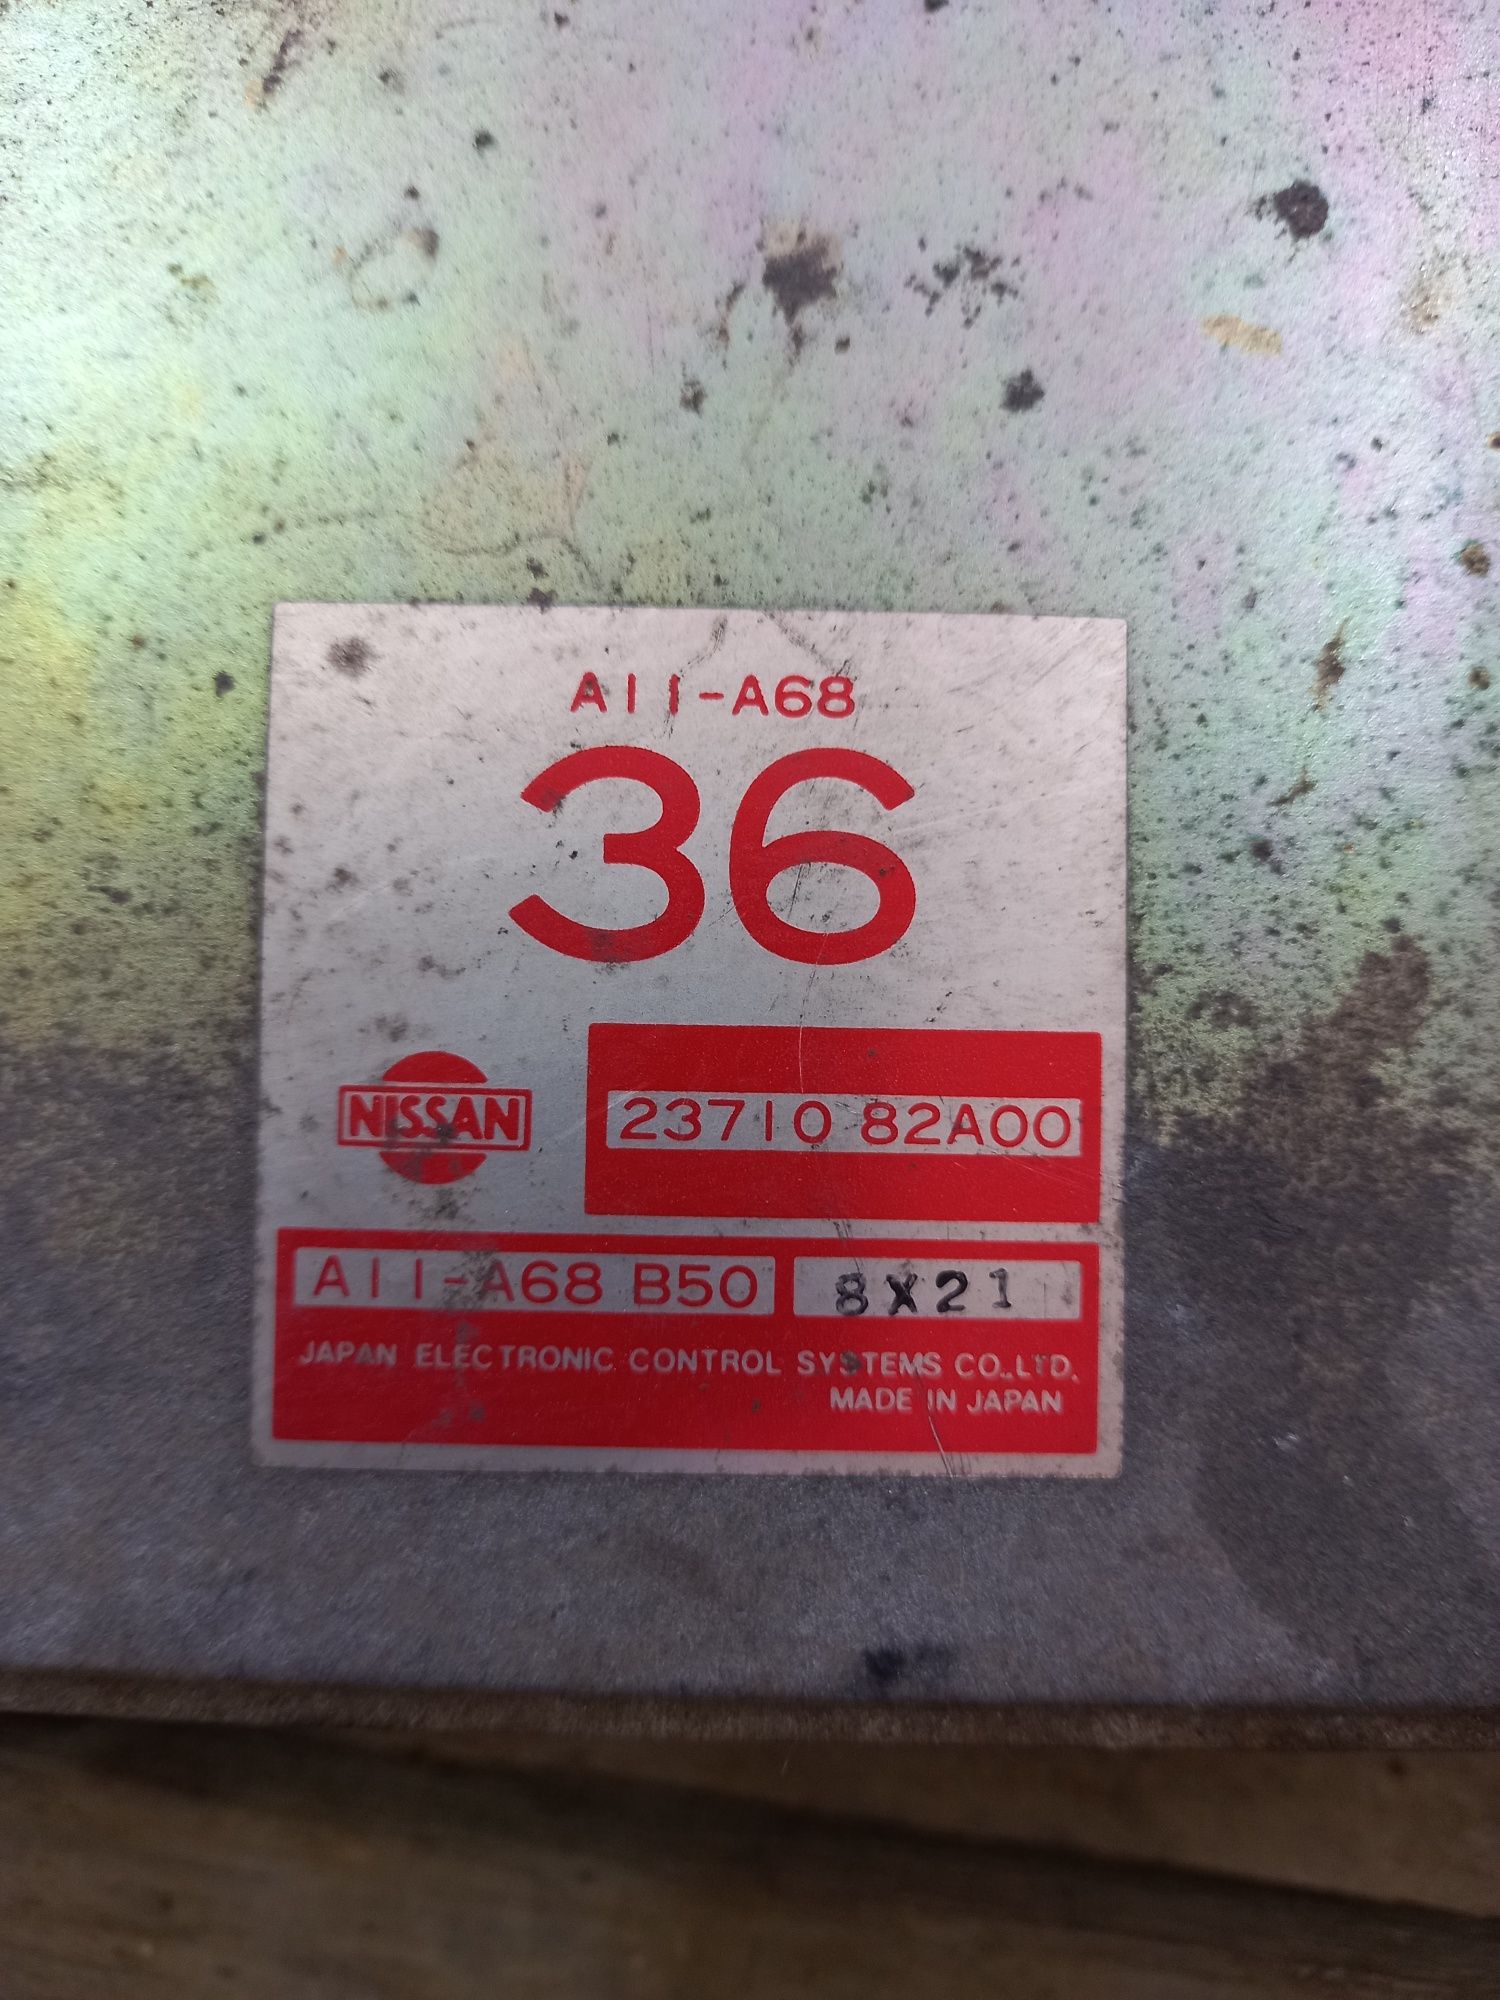 A11-A68
36
NISSAN
23710 82A00
A11-A68 B50
8X21
JAPAN ELECTRONIC CONTROL SYSTEMS CO.,LTD.
MADE IN JAPAN